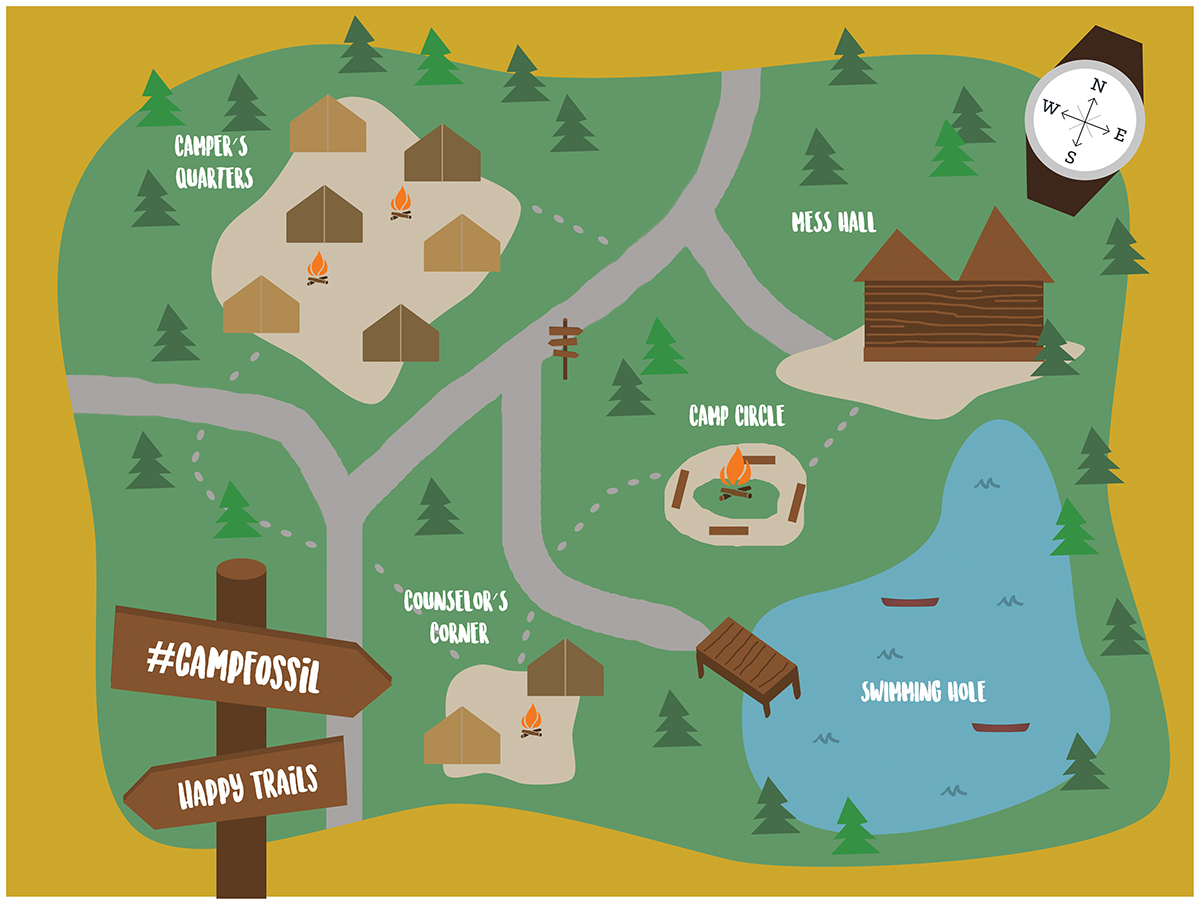 N
W
E
S
CAMPER'S
QUARTERS
MESS HALL
CAMP CIRCLE
COUNSELOR'S
CORNER
#CAMPFOSSiL
SWIMMING HOLE
HAPPY TRAiLS